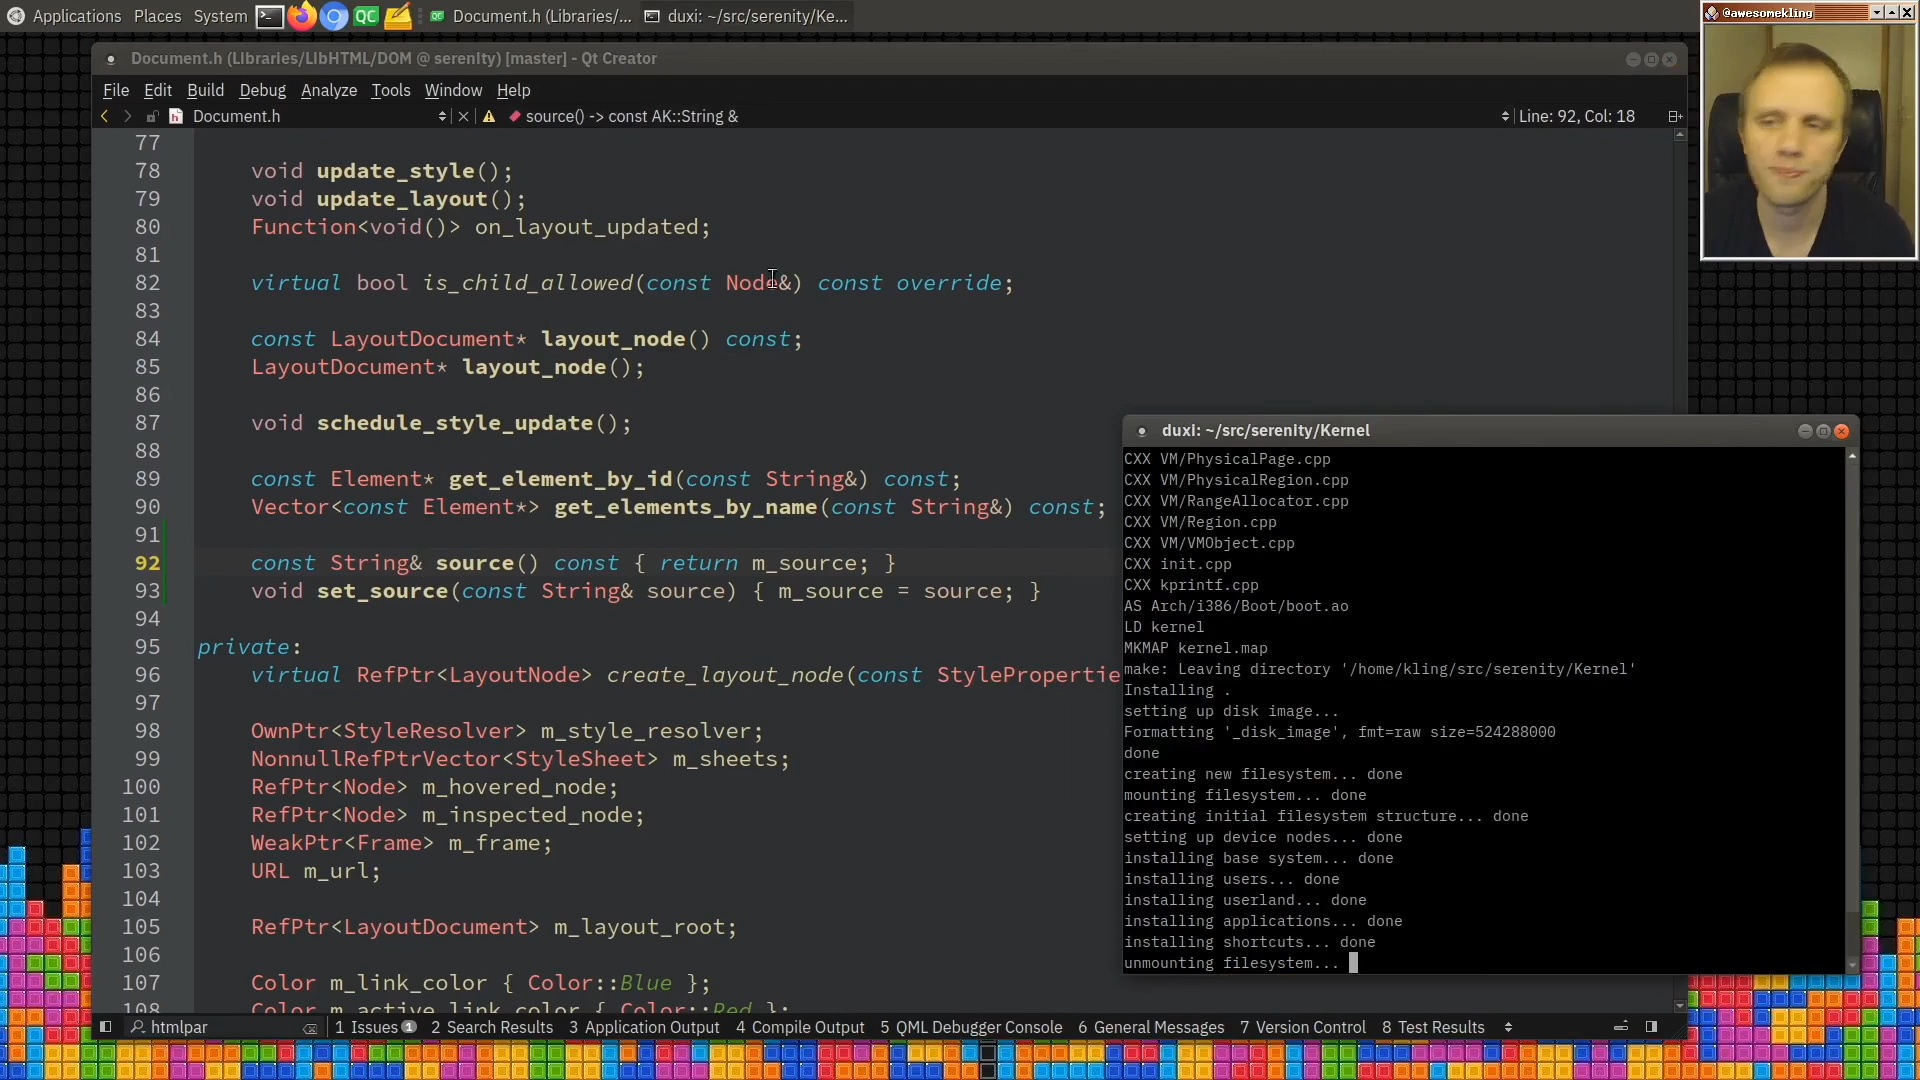 Applications Places System
Document.h (Libraries/...
duxi: ~/src/serenity/Ke...
@awesomekling
Document.h (Libraries/LibHTML/DOM @ serenity) [master] - Qt Creator
File Edit Build Debug Analyze Tools Window Help
Document.h
source() -> const AK::String &
Line: 92, Col: 18
77
78 void update_style();
79 void update_layout();
80 Function<void()> on_layout_updated;
81
82 virtual bool is_child_allowed(const Node&) const override;
83
84 const LayoutDocument* layout_node() const;
85 LayoutDocument* layout_node();
86
87 void schedule_style_update();
88
89 const Element* get_element_by_id(const String&) const;
90 Vector<const Element*> get_elements_by_name(const String&) const;
91
92 const String& source() const { return m_source; }
93 void set_source(const String& source) { m_source = source; }
94
95 private:
96 virtual RefPtr<LayoutNode> create_layout_node(const StylePropertie
97
98 OwnPtr<StyleResolver> m_style_resolver;
99 NonnullRefPtrVector<StyleSheet> m_sheets;
100 RefPtr<Node> m_hovered_node;
101 RefPtr<Node> m_inspected_node;
102 WeakPtr<Frame> m_frame;
103 URL m_url;
104
105 RefPtr<LayoutDocument> m_layout_root;
106
107 Color m_link_color { Color::Blue };
108 Color m_active_link_color { Color::Red };
duxi: ~/src/serenity/Kernel
CXX VM/PhysicalPage.cpp
CXX VM/PhysicalRegion.cpp
CXX VM/RangeAllocator.cpp
CXX VM/Region.cpp
CXX VM/VMObject.cpp
CXX init.cpp
CXX kprintf.cpp
AS Arch/i386/Boot/boot.ao
LD kernel
MKMAP kernel.map
make: Leaving directory '/home/kling/src/serenity/Kernel'
Installing .
setting up disk image...
Formatting '_disk_image', fmt=raw size=524288000
done
creating new filesystem... done
mounting filesystem... done
creating initial filesystem structure... done
setting up device nodes... done
installing base system... done
installing users... done
installing userland... done
installing applications... done
installing shortcuts... done
unmounting filesystem...
htmlpar
1 Issues 1 2 Search Results 3 Application Output 4 Compile Output 5 QML Debugger Console 6 General Messages 7 Version Control 8 Test Results